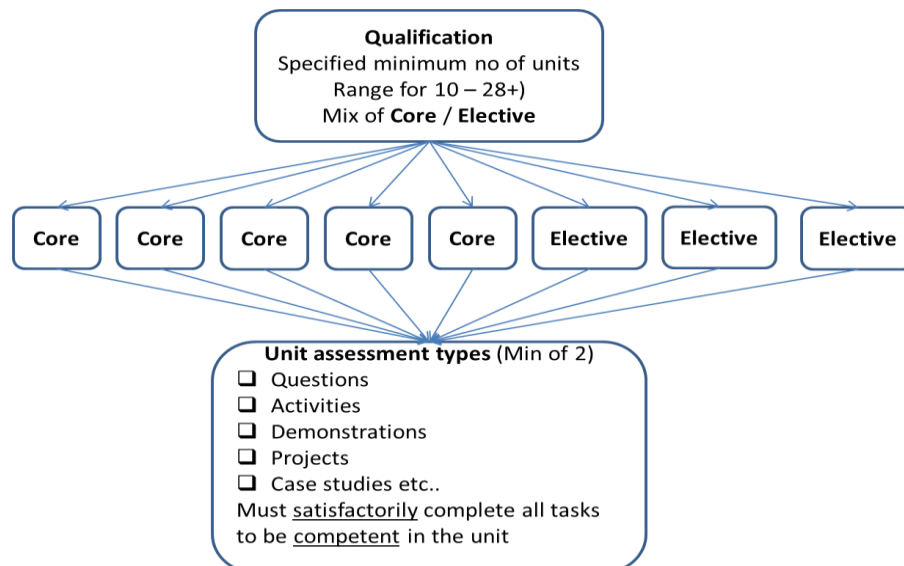 Qualification
Specified minimum no of units
Range for 10 – 28+)
Mix of Core / Elective
Core
Core
Core
Core
Core
Elective
Elective
Elective
Unit assessment types (Min of 2)
❑ Questions
❑ Activities
❑ Demonstrations
❑ Projects
❑ Case studies etc..
Must satisfactorily complete all tasks
to be competent in the unit